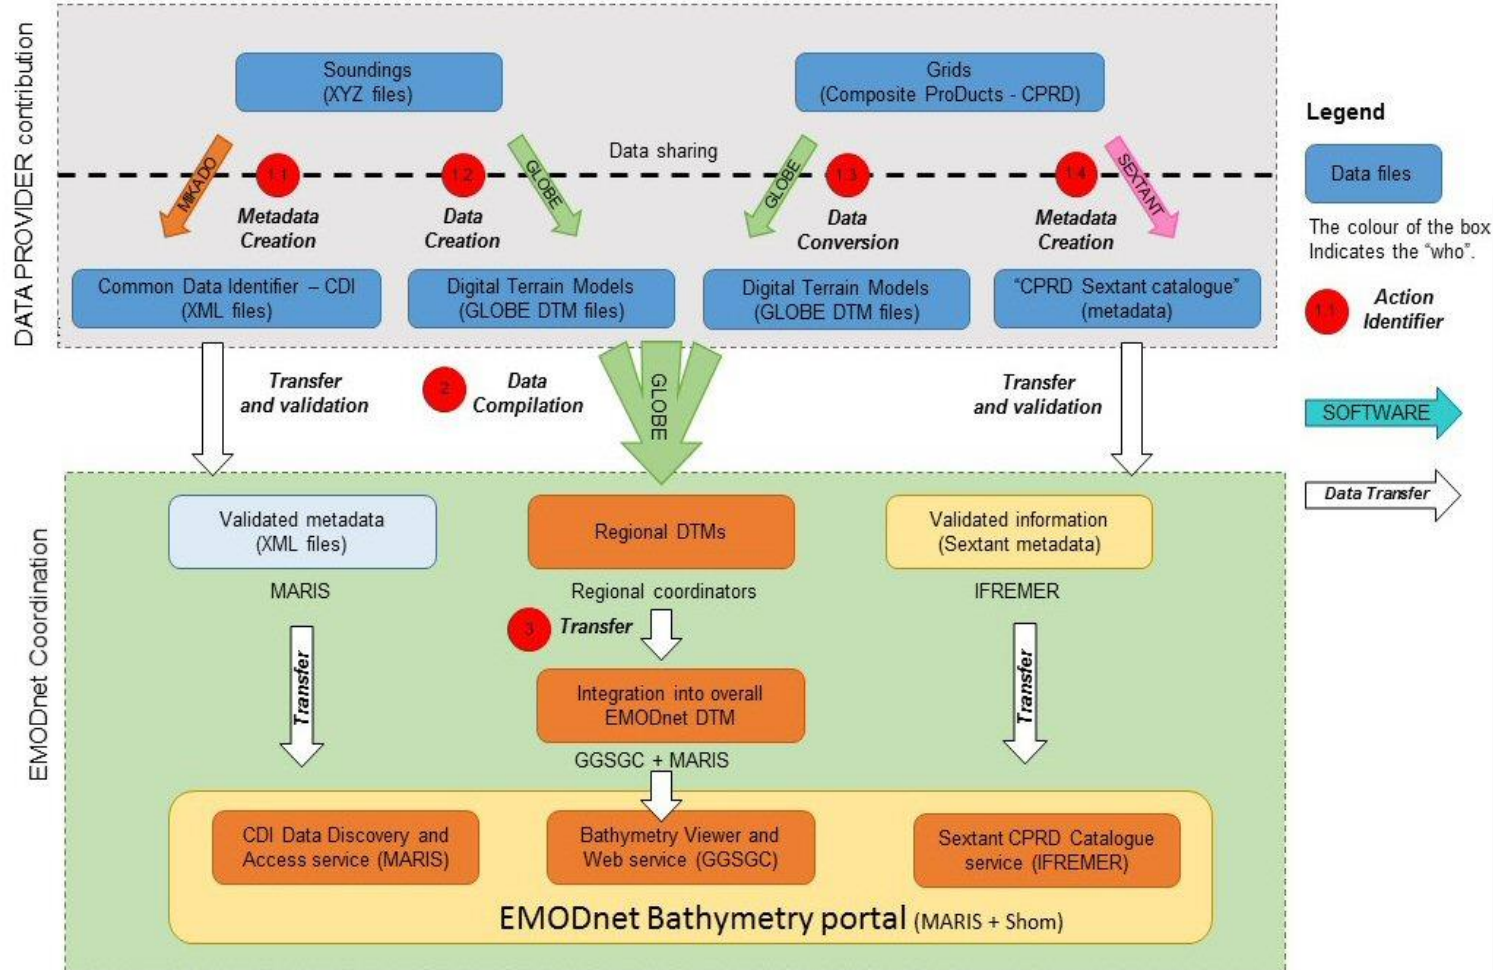 DATA PROVIDER contribution
Soundings
(XYZ files)
Grids
(Composite ProDucts - CPRD)
MIKADO
1.1
Metadata
Creation
1.2
Data
Creation
GLOBE
Data sharing
GLOBE
1.3
Data
Conversion
1.4
Metadata
Creation
SEXTANT
Common Data Identifier – CDI
(XML files)
Digital Terrain Models
(GLOBE DTM files)
Digital Terrain Models
(GLOBE DTM files)
“CPRD Sextant catalogue”
(metadata)
Legend
Data files
The colour of the box
Indicates the “who”.
1.1
Action
Identifier
SOFTWARE
Data Transfer
Transfer
and validation
2
Data
Compilation
GLOBE
Transfer
and validation
EMODnet Coordination
Validated metadata
(XML files)
MARIS
Regional DTMs
Regional coordinators
Validated information
(Sextant metadata)
IFREMER
Transfer
3
Transfer
Transfer
Integration into overall
EMODnet DTM
GGSGC + MARIS
CDI Data Discovery and
Access service (MARIS)
Bathymetry Viewer and
Web service (GGSGC)
Sextant CPRD Catalogue
service (IFREMER)
EMODnet Bathymetry portal (MARIS + Shom)